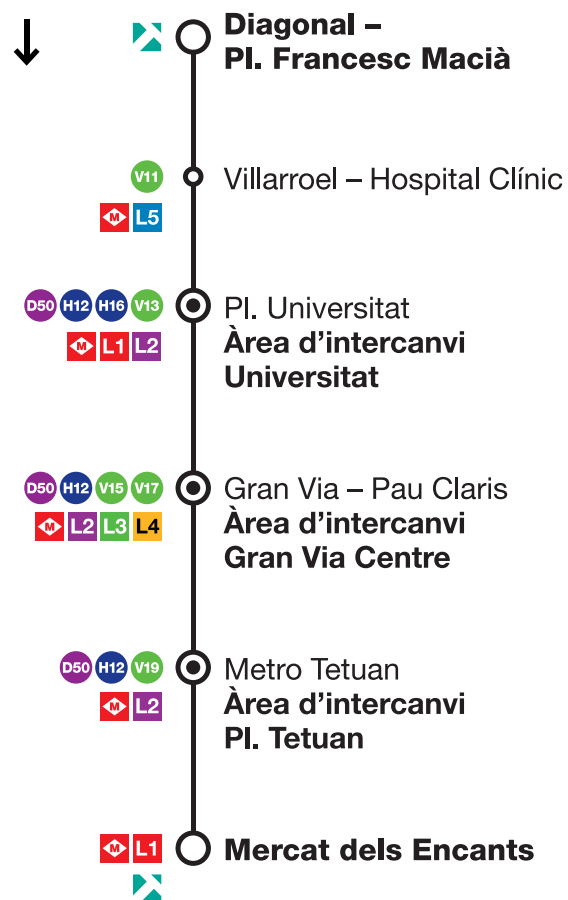 Diagonal –
Pl. Francesc Macià
V11
Villarroel – Hospital Clínic
M L5
D50 H12 H16 V13
Pl. Universitat
M L1 L2
Àrea d’intercanvi
Universitat
D50 H12 V15 V17
Gran Via – Pau Claris
M L2 L3 L4
Àrea d’intercanvi
Gran Via Centre
D50 H12 V19
Metro Tetuan
M L2
Àrea d’intercanvi
Pl. Tetuan
M L1
Mercat dels Encants